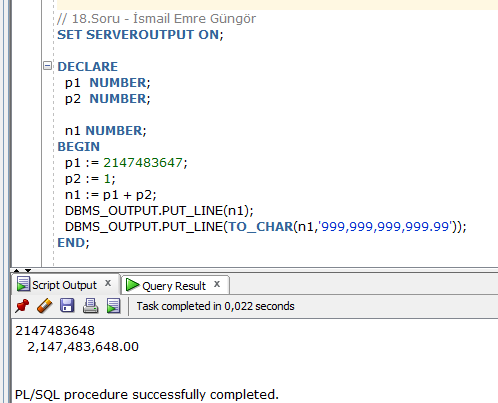 // 18.Soru - İsmail Emre Güngör
SET SERVEROUTPUT ON;
DECLARE
p1 NUMBER;
p2 NUMBER;
n1 NUMBER;
BEGIN
p1 := 2147483647;
p2 := 1;
n1 := p1 + p2;
DBMS_OUTPUT.PUT_LINE(n1);
DBMS_OUTPUT.PUT_LINE(TO_CHAR(n1,'999,999,999,999.99'));
END;
Script Output x Query Result x
Task completed in 0,022 seconds
2147483648
2,147,483,648.00
PL/SQL procedure successfully completed.